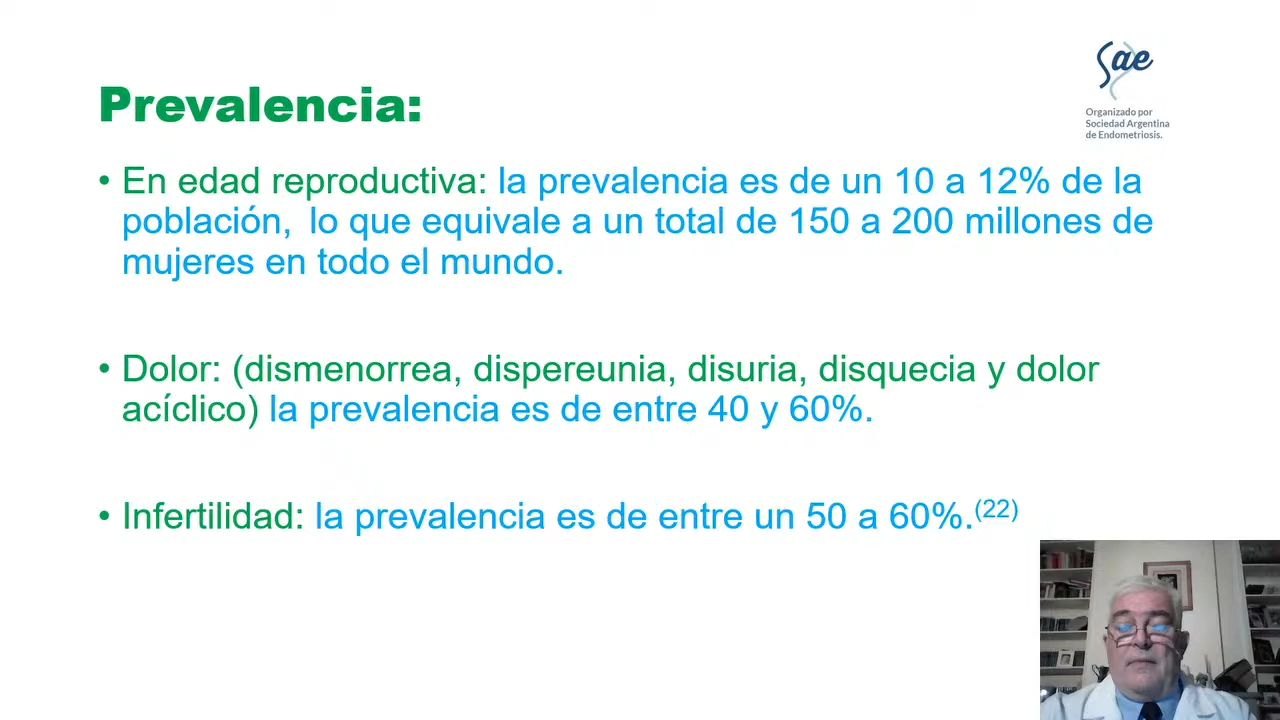 Sae
Organizado por
Sociedad Argentina
de Endometriosis.
Prevalencia:
• En edad reproductiva: la prevalencia es de un 10 a 12% de la
población, lo que equivale a un total de 150 a 200 millones de
mujeres en todo el mundo.
• Dolor: (dismenorrea, dispereunia, disuria, disquecia y dolor
acíclico) la prevalencia es de entre 40 y 60%.
• Infertilidad: la prevalencia es de entre un 50 a 60%.(22)